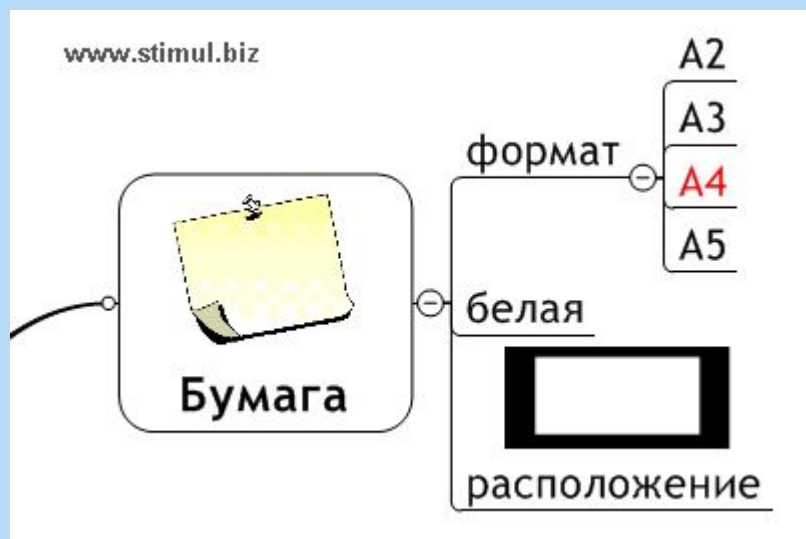 www.stimul.biz
A2
A3
формат
A4
A5
белая
Бумага
расположение